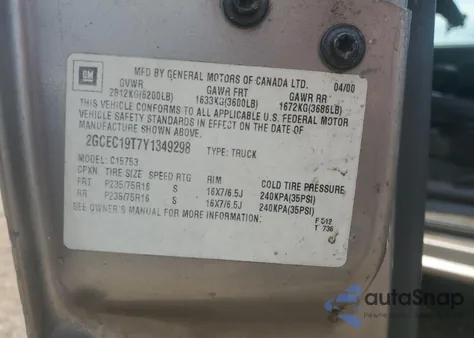 GM
MFD BY GENERAL MOTORS OF CANADA LTD. 04/00
GVWR GAWR FRT GAWR RR
2812KG(6200LB) 1633KG(3600LB) 1672KG(3686LB)
THIS VEHICLE CONFORMS TO ALL APPLICABLE U.S. FEDERAL MOTOR
VEHICLE SAFETY STANDARDS IN EFFECT ON THE DATE OF
MANUFACTURE SHOWN ABOVE.
2GCEC19T7Y1349298 TYPE: TRUCK
MODEL: C15753
CPXN: TIRE SIZE SPEED RTG RIM COLD TIRE PRESSURE
FRT P235/75R16 S 16X7/6.5J 240KPA(35PSI)
RR P235/75R16 S 16X7/6.5J 240KPA(35PSI)
SEE OWNER'S MANUAL FOR MORE INFORMATION.
F 512
T 736
autoSnap